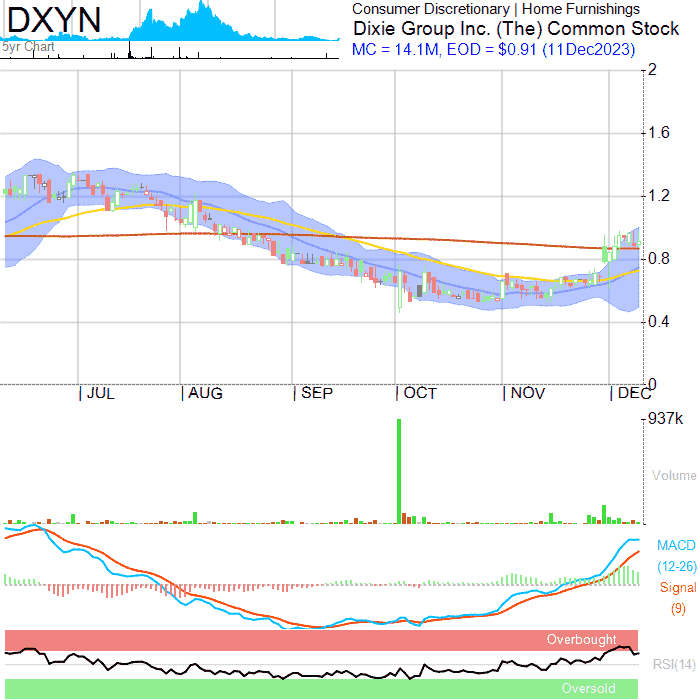 DXYN
5yr Chart
Consumer Discretionary | Home Furnishings
Dixie Group Inc. (The) Common Stock
MC = 14.1M, EOD = $0.91 (11Dec2023)
2
1.6
1.2
0.8
0.4
0
| JUL | AUG | SEP | OCT | NOV | DEC
937k
Volume
MACD
(12-26)
Signal
(9)
Overbought
RSI(14)
Oversold